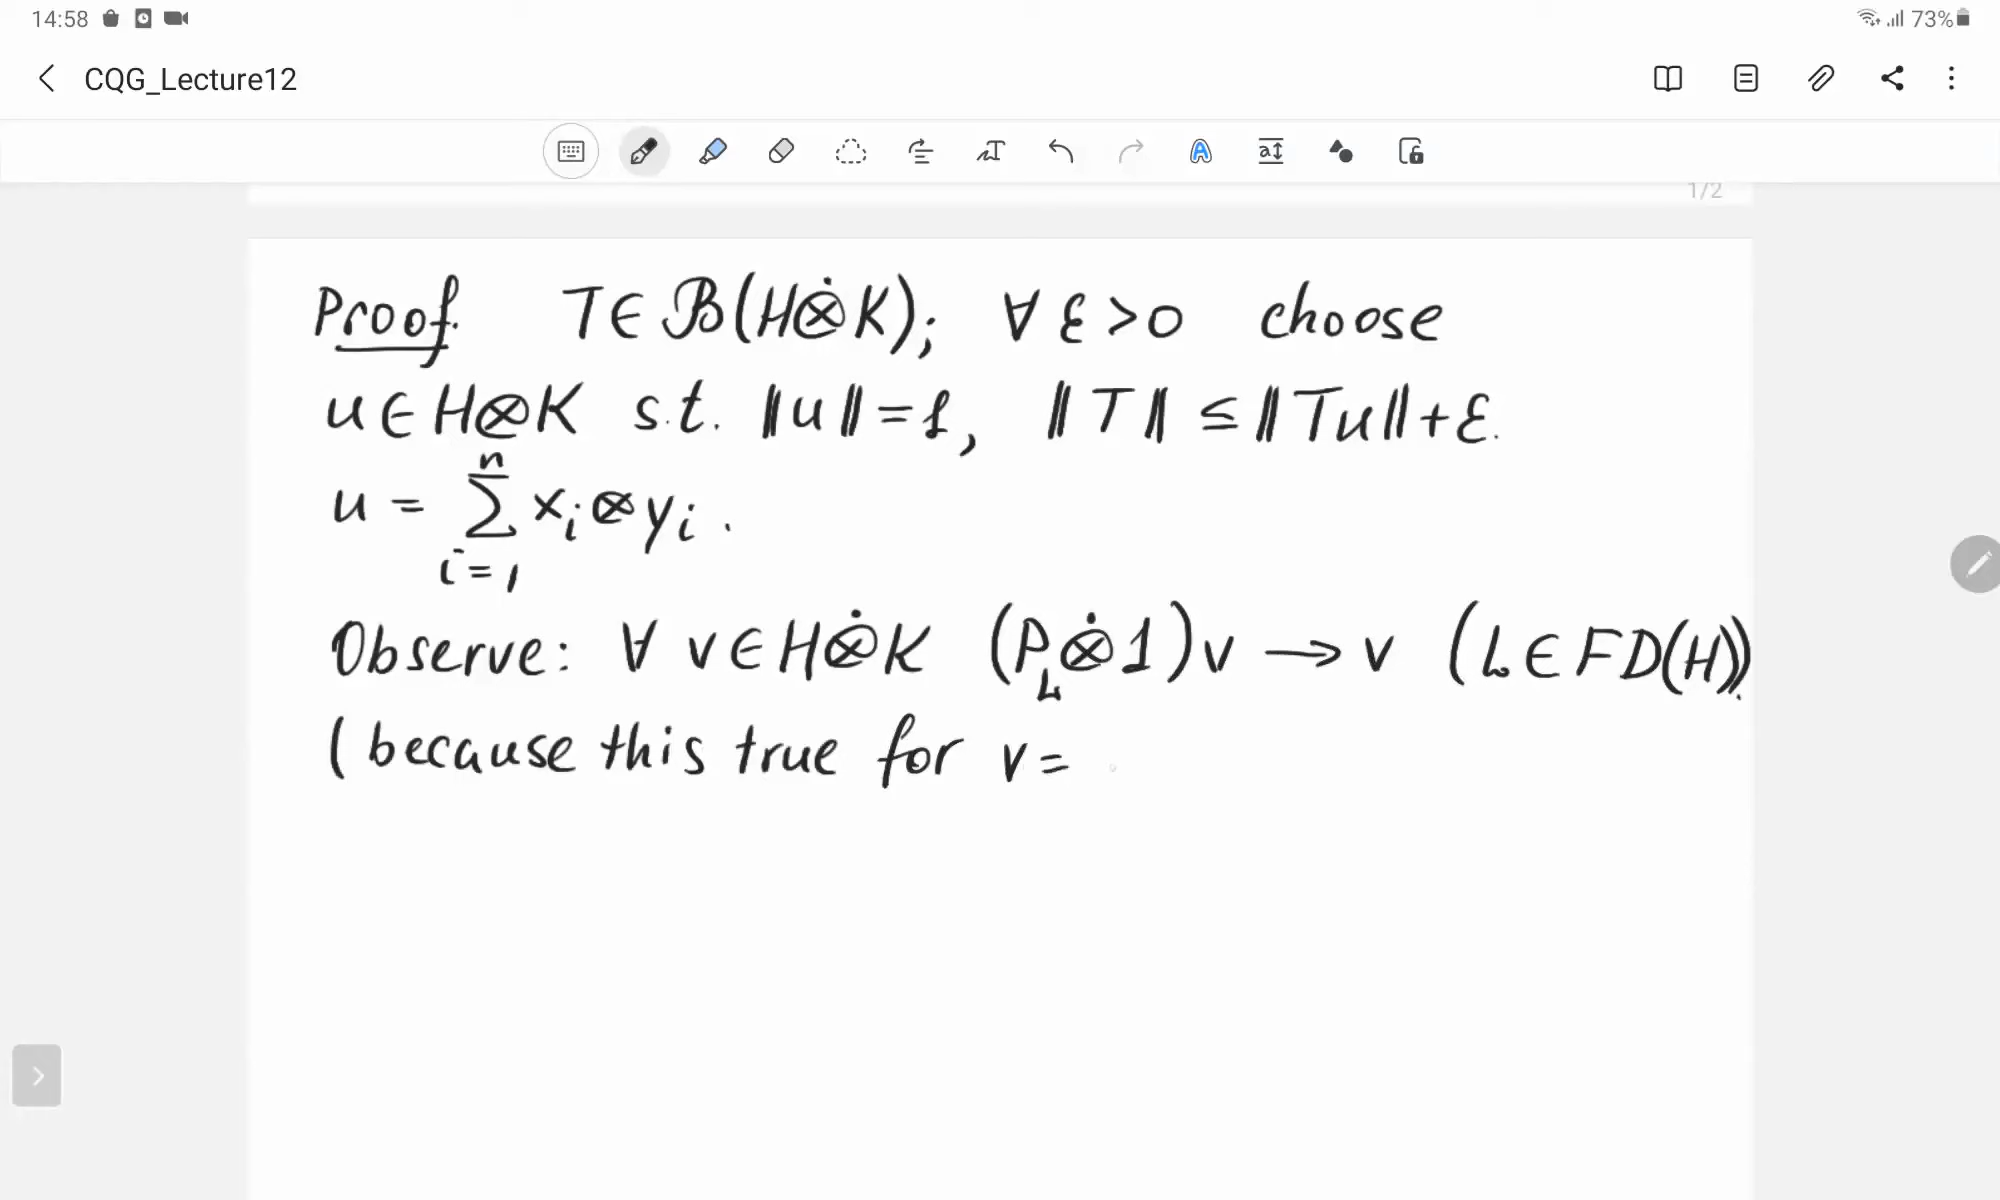 14:58 73%
CQG_Lecture12
1/2
Proof. T ∈ B(H ⊗̇ K); ∀ ε > 0 choose
u ∈ H ⊗ K s.t. ‖u‖ = 1, ‖T‖ ≤ ‖Tu‖ + ε.
u = ∑_{i=1}^{n} x_i ⊗ y_i.
Observe: ∀ v ∈ H ⊗̇ K (P_L ⊗̇ 1)v → v (L ∈ FD(H)).
(because this true for v =